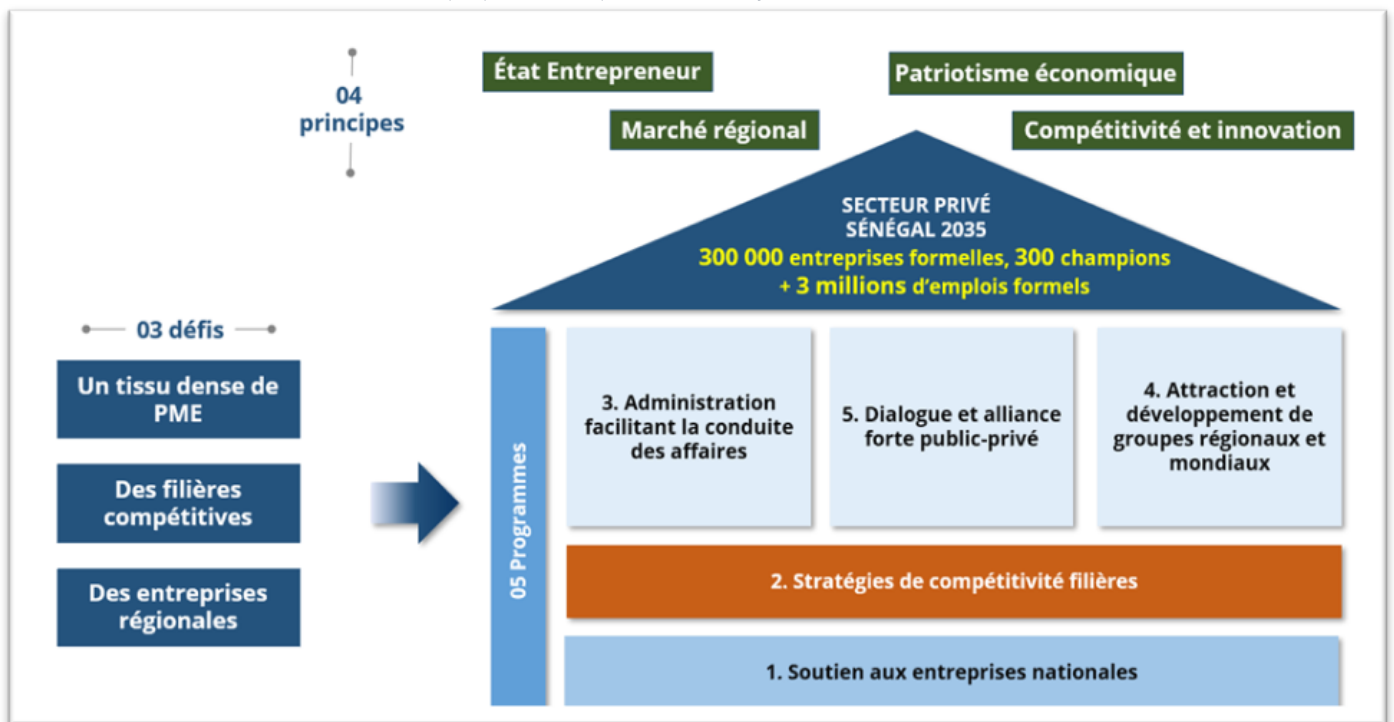 04
principes
État Entrepreneur
Patriotisme économique
Marché régional
Compétitivité et innovation
SECTEUR PRIVÉ
SÉNÉGAL 2035
300 000 entreprises formelles, 300 champions
+ 3 millions d’emplois formels
03 défis
Un tissu dense de
PME
Des filières
compétitives
Des entreprises
régionales
05 Programmes
3. Administration
facilitant la conduite
des affaires
5. Dialogue et alliance
forte public-privé
4. Attraction et
développement de
groupes régionaux et
mondiaux
2. Stratégies de compétitivité filières
1. Soutien aux entreprises nationales